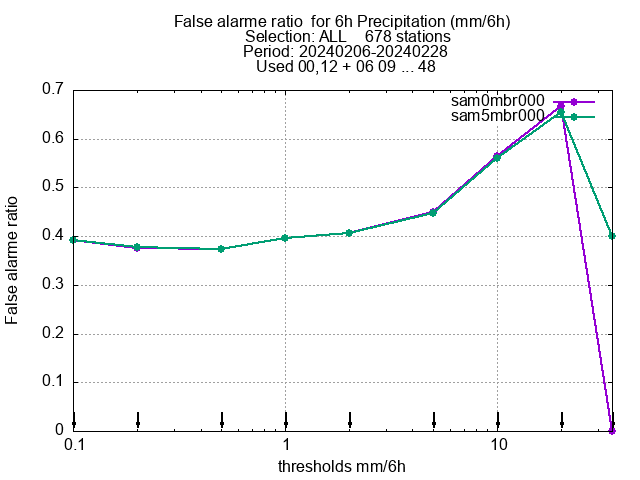 False alarme ratio  for 6h Precipitation (mm/6h)
Selection: ALL    678 stations
Period: 20240206-20240228
Used 00,12 + 06 09 ... 48
sam0mbr000
sam5mbr000
0.7
0.6
0.5
0.4
0.3
0.2
0.1
0
False alarme ratio
0.1
1
10
thresholds mm/6h